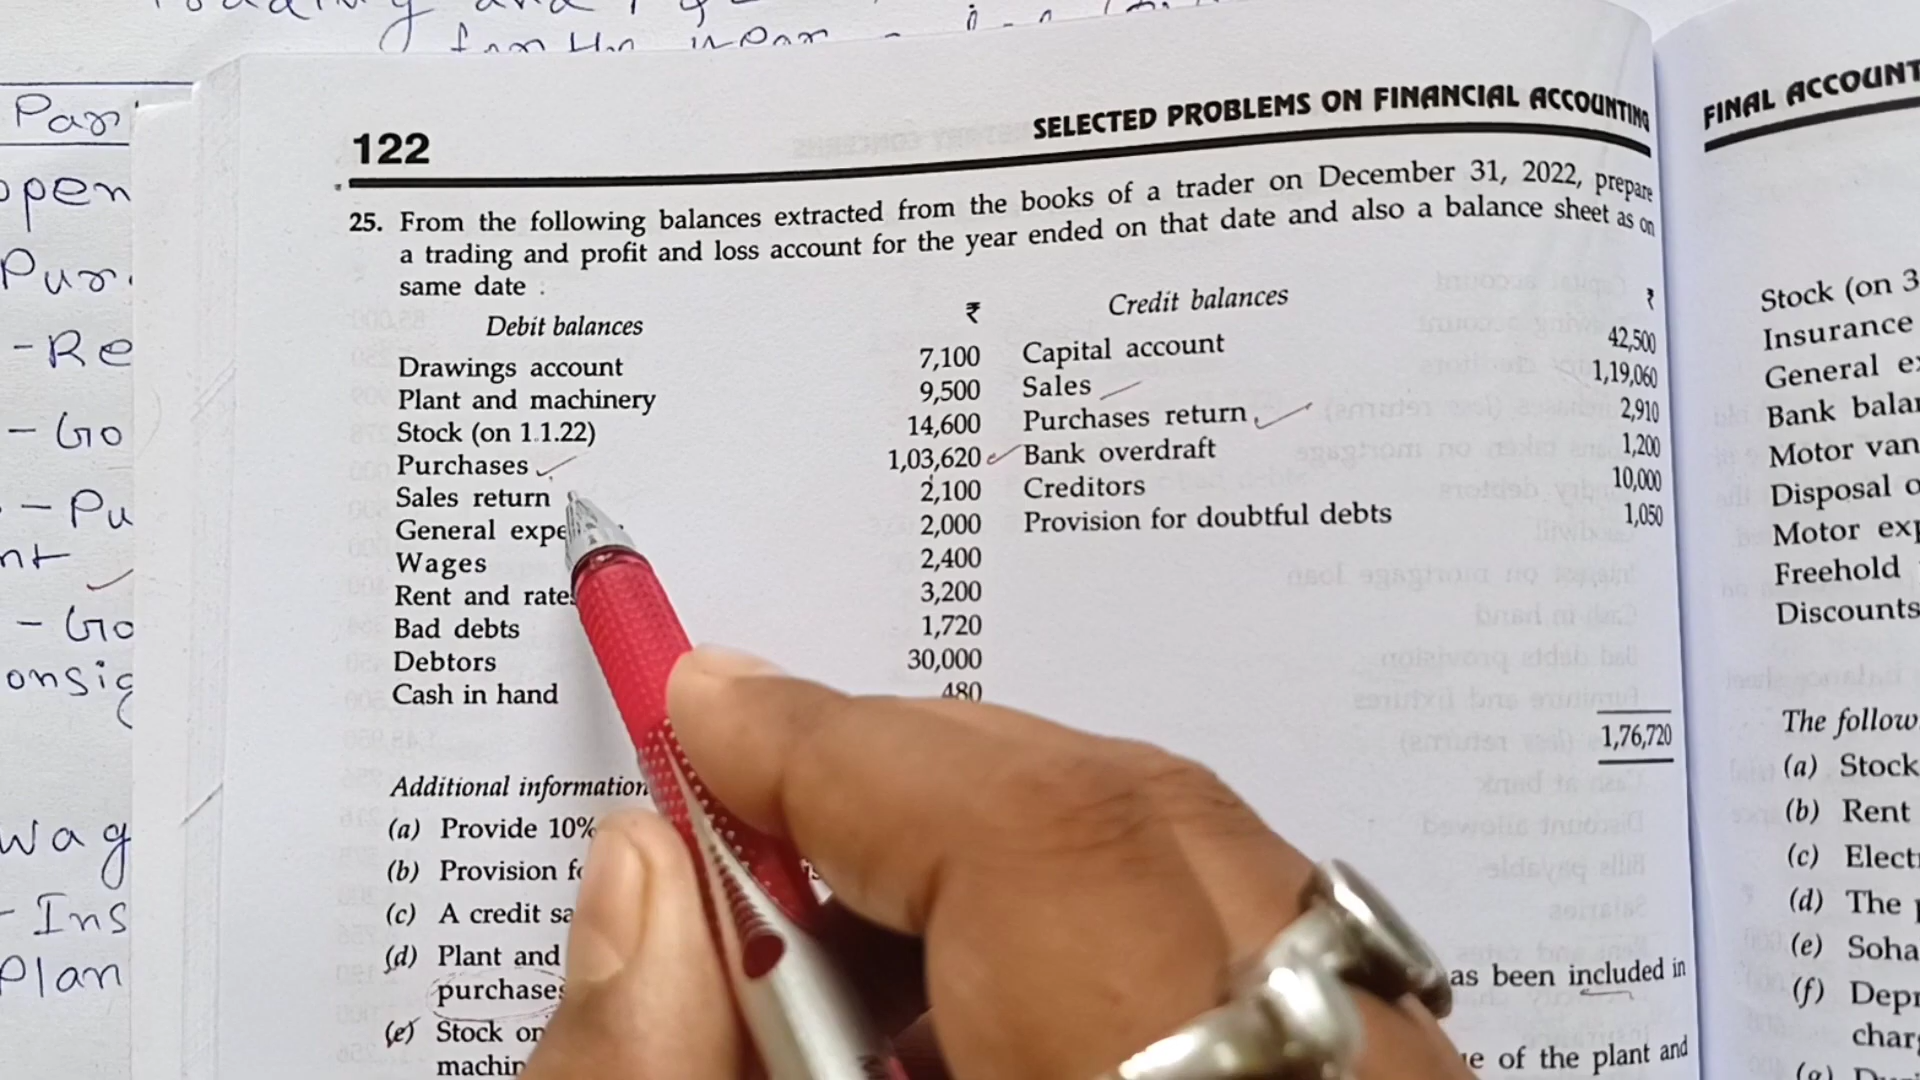 for the year
Par
open
Pur.
- Re
- Go
- Pu
- Go
onsig
wag
- Ins
Plan
122
SELECTED PROBLEMS ON FINANCIAL ACCOUNTING
25. From the following balances extracted from the books of a trader on December 31, 2022, prepare
a trading and profit and loss account for the year ended on that date and also a balance sheet as on
same date :
Debit balances ₹ Credit balances ₹
Drawings account 7,100 Capital account 42,500
Plant and machinery 9,500 Sales 1,19,060
Stock (on 1.1.22) 14,600 Purchases return 2,910
Purchases 1,03,620 Bank overdraft 1,200
Sales return 2,100 Creditors 10,000
General expe 2,000 Provision for doubtful debts 1,050
Wages 2,400
Rent and rates 3,200
Bad debts 1,720
Debtors 30,000
Cash in hand 480
1,76,720
Additional information
(a) Provide 10%
(b) Provision fo
(c) A credit sa
(d) Plant and as been included in
purchases
(e) Stock on
machin e of the plant and
FINAL ACCOUNT
Stock (on 3
Insurance
General ex
Bank balan
Motor van
Disposal o
Motor exp
Freehold
Discounts
The follow
(a) Stock
(b) Rent
(c) Elect
(d) The
(e) Soha
(f) Depr
char
(g)